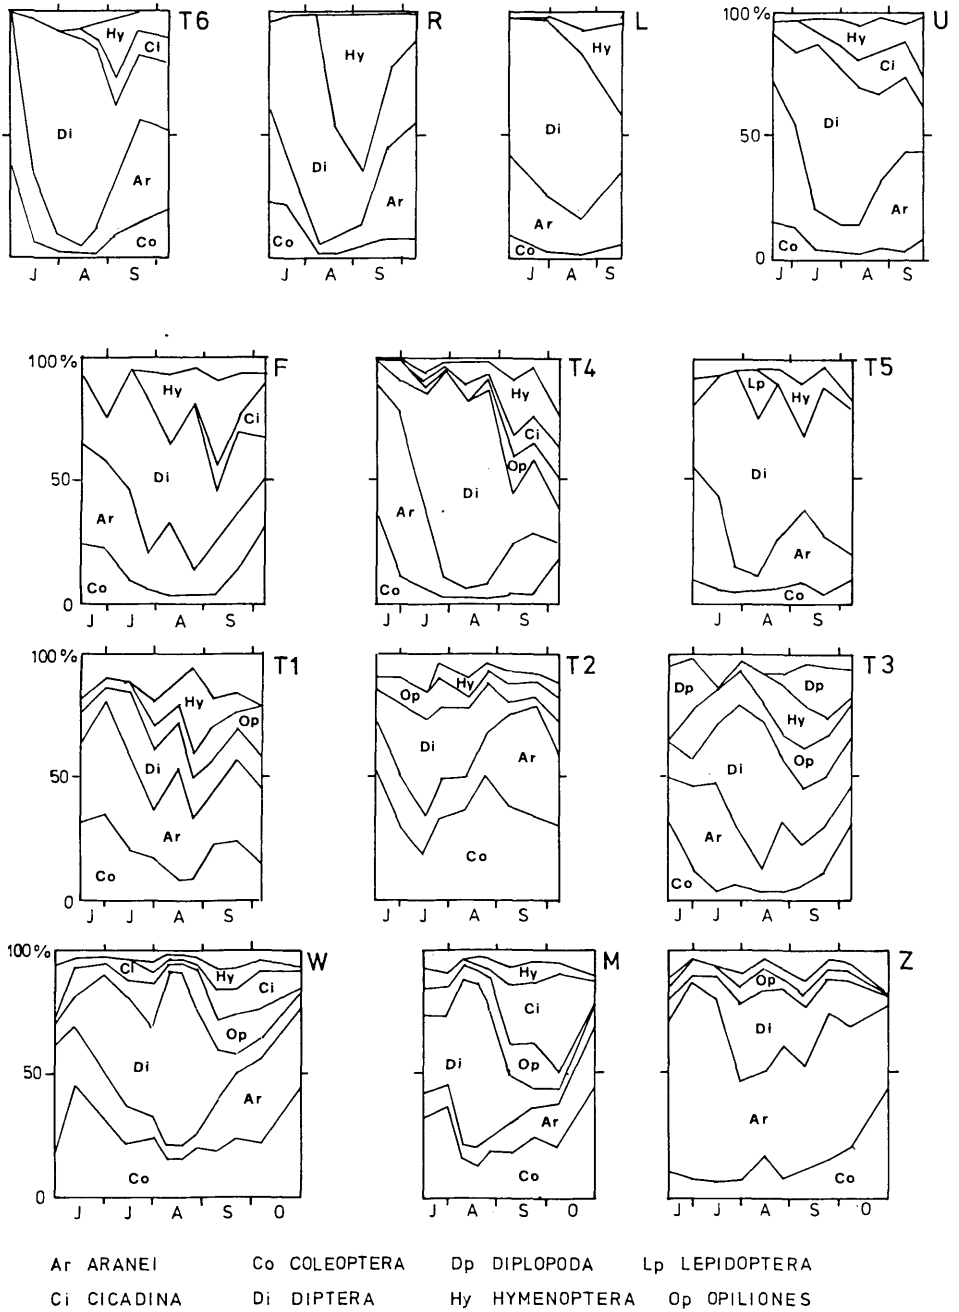 T6 R L 100% U
Hy Hy Hy Hy
Ci Ci
Di Di Di 50 Di
Ar Ar Ar Ar
Co Co Co Co
0
J A S J A S J A S J J A S
100% F T4 T5
Hy Hy Lp Hy
Ci Ci
50 Di Op Di Di
Ar Ar Ar
Co Co Co
0
J J A S J J A S J J A S
100% T1 T2 T3
Hy Op Op Hy Dp Dp
Hy
Di Di Ar Di Op
50
Ar Ar
Co Co Co
0
J J A S J J A S J J A S
100% W M Z
Ci Hy Ci Hy Ci Op
Op Di
Di Di Op
50
Ar Ar Ar
Co Co Co
0
J J A S O J J A S O J J A S O
Ar ARANEI Co COLEOPTERA Dp DIPLOPODA Lp LEPIDOPTERA
Ci CICADINA Di DIPTERA Hy HYMENOPTERA Op OPILIONES